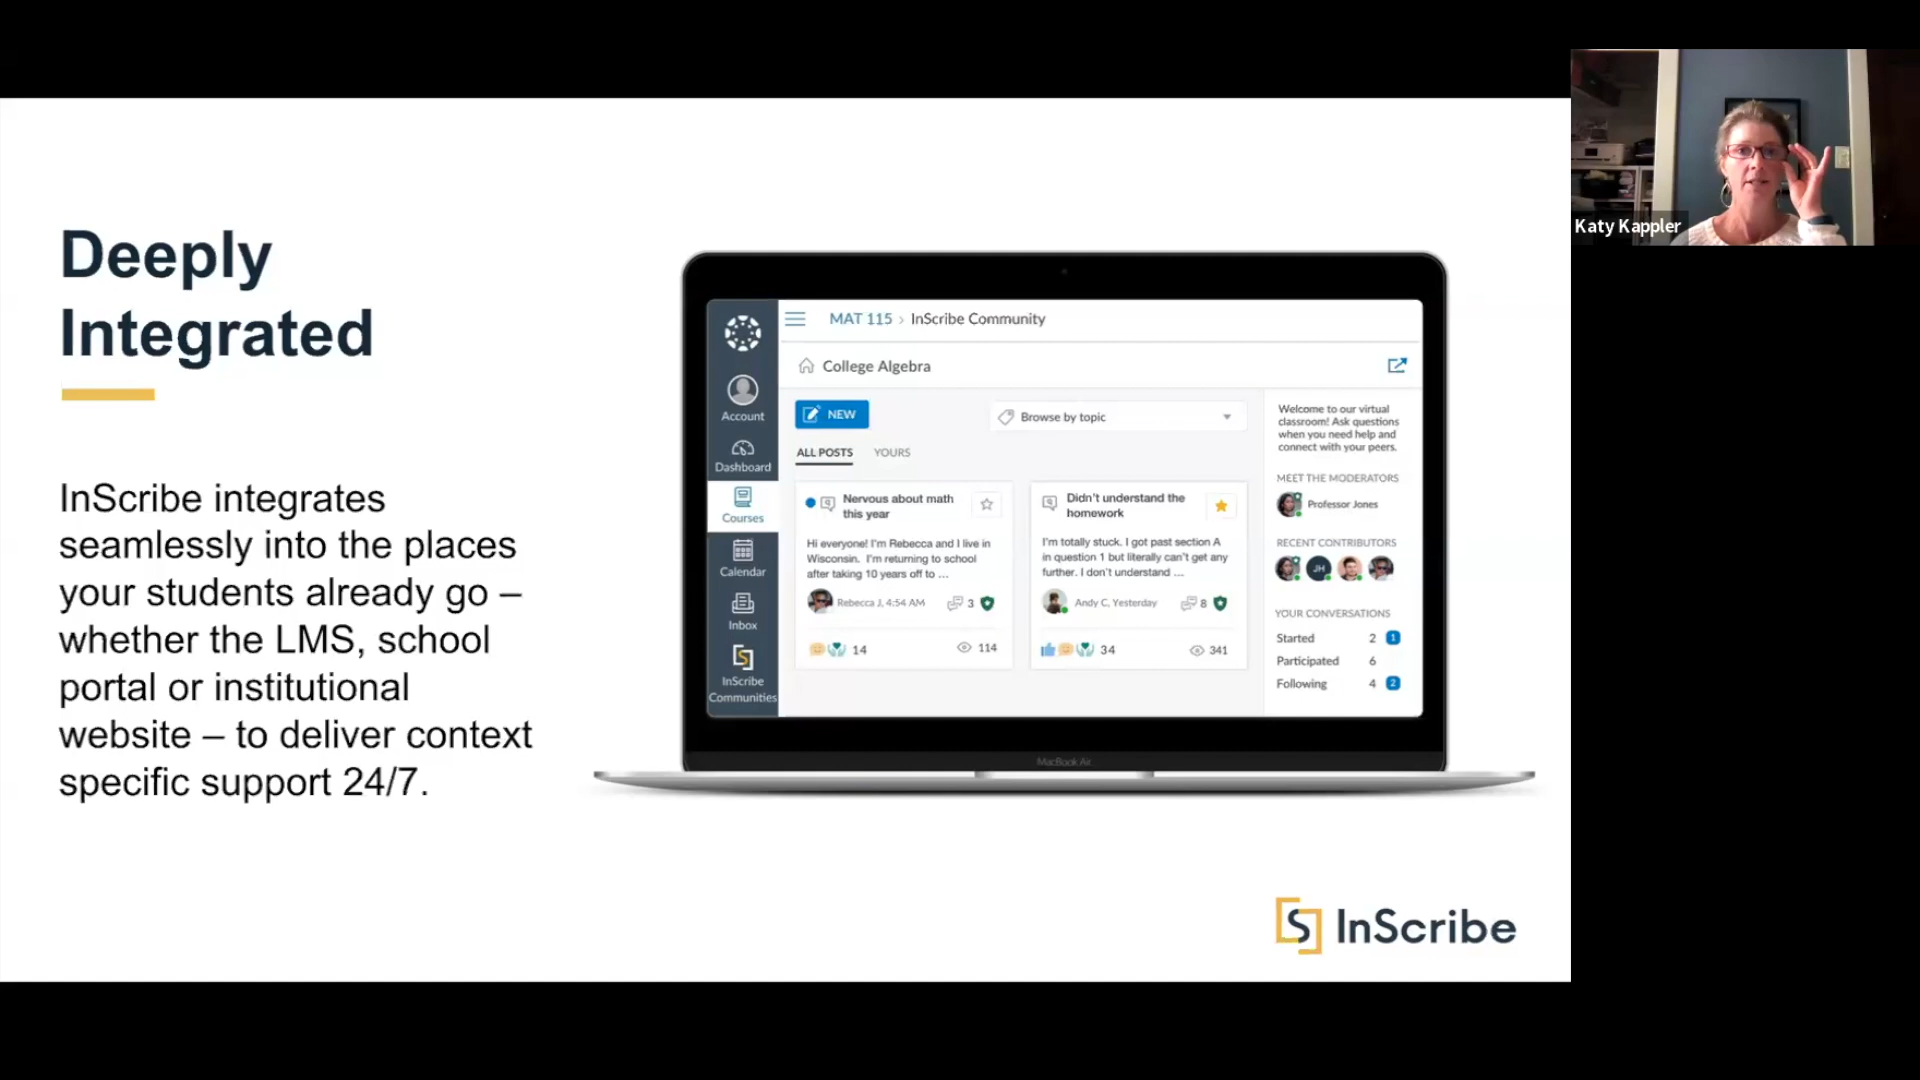 Deeply
Integrated
InScribe integrates
seamlessly into the places
your students already go –
whether the LMS, school
portal or institutional
website – to deliver context
specific support 24/7.
Account
Dashboard
Courses
Calendar
Inbox
InScribe
Communities
MAT 115 › InScribe Community
College Algebra
NEW
Browse by topic
ALL POSTS YOURS
Nervous about math
this year
Hi everyone! I'm Rebecca and I live in
Wisconsin. I'm returning to school
after taking 10 years off to ...
Rebecca J, 4:54 AM 3
14 114
Didn't understand the
homework
I'm totally stuck. I got past section A
in question 1 but literally can't get any
further. I don't understand ...
Andy C, Yesterday 8
34 341
Welcome to our virtual
classroom! Ask questions
when you need help and
connect with your peers.
MEET THE MODERATORS
Professor Jones
RECENT CONTRIBUTORS
JH
YOUR CONVERSATIONS
Started 2 1
Participated 6
Following 4 2
MacBook Air
InScribe
Katy Kappler